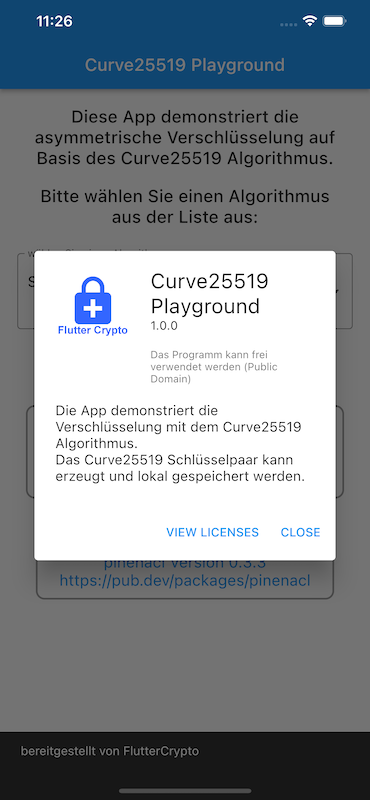 11:26
Curve25519 Playground
Diese App demonstriert die
asymmetrische Verschlüsselung auf
Basis des Curve25519 Algorithmus.
Bitte wählen Sie einen Algorithmus
aus der Liste aus:
S
Flutter Crypto
Curve25519
Playground
1.0.0
Das Programm kann frei
verwendet werden (Public
Domain)
Die App demonstriert die
Verschlüsselung mit dem Curve25519
Algorithmus.
Das Curve25519 Schlüsselpaar kann
erzeugt und lokal gespeichert werden.
VIEW LICENSES CLOSE
pinenacl Version 0.3.3
https://pub.dev/packages/pinenacl
bereitgestellt von FlutterCrypto